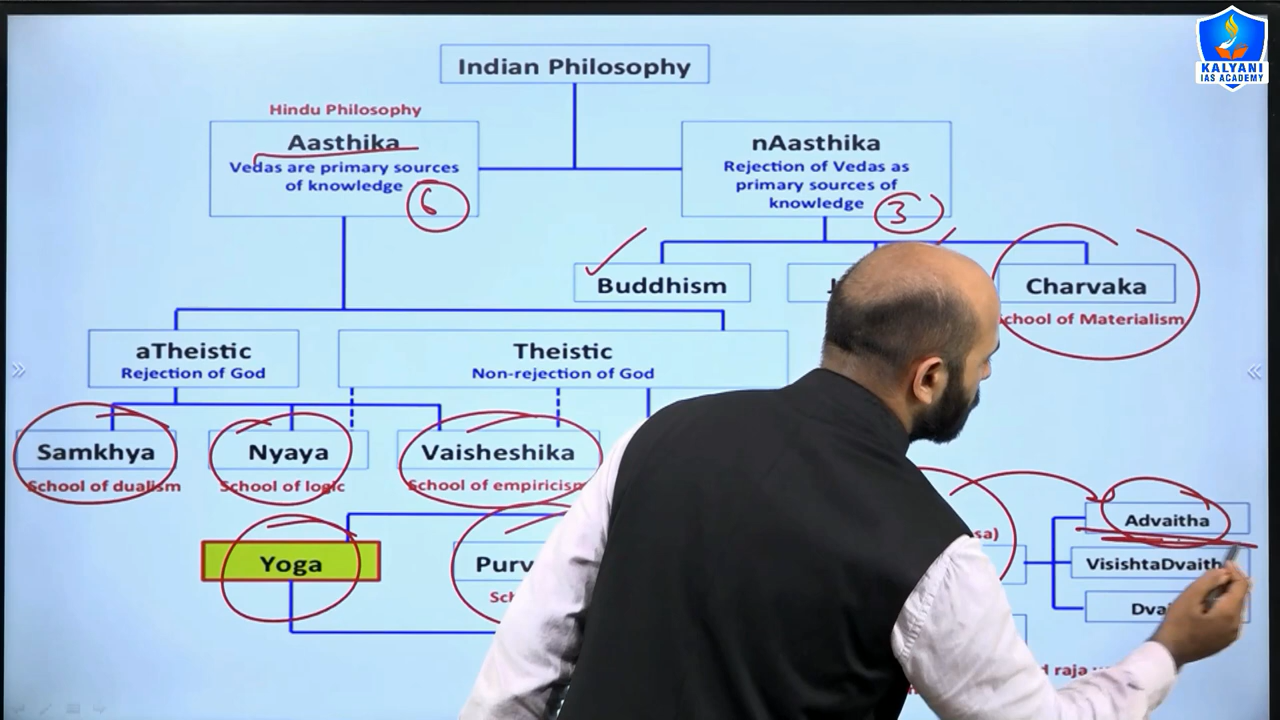 KALYANI
IAS ACADEMY
Indian Philosophy
Hindu Philosophy
Aasthika
Vedas are primary sources
of knowledge
6
nAasthika
Rejection of Vedas as
primary sources of
knowledge
3
Buddhism
Charvaka
School of Materialism
aTheistic
Rejection of God
Theistic
Non-rejection of God
Samkhya
School of dualism
Nyaya
School of logic
Vaisheshika
School of empiricism
Yoga
Advaitha
raja